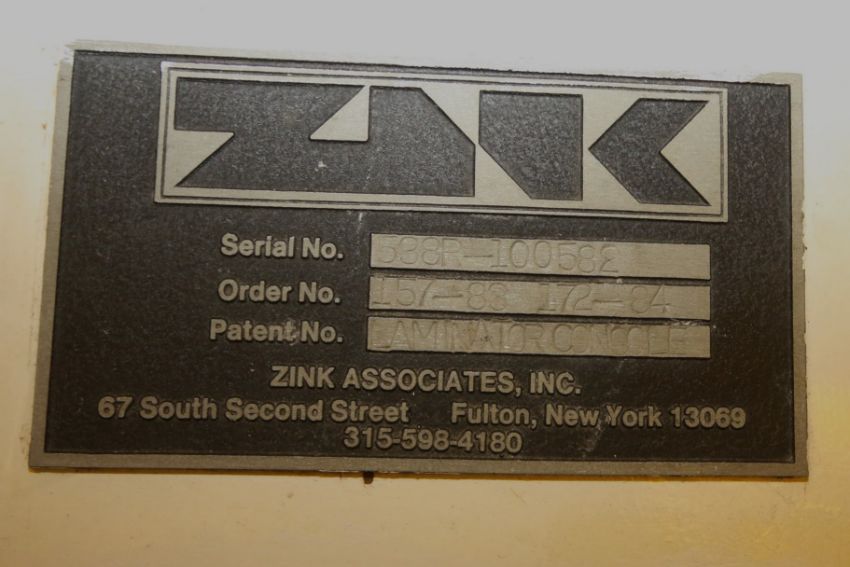 ZINK
Serial No. 538R-100582
Order No. 157-83 172-84
Patent No. LAMINATOR
ZINK ASSOCIATES, INC.
67 South Second Street Fulton, New York 13069
315-598-4180